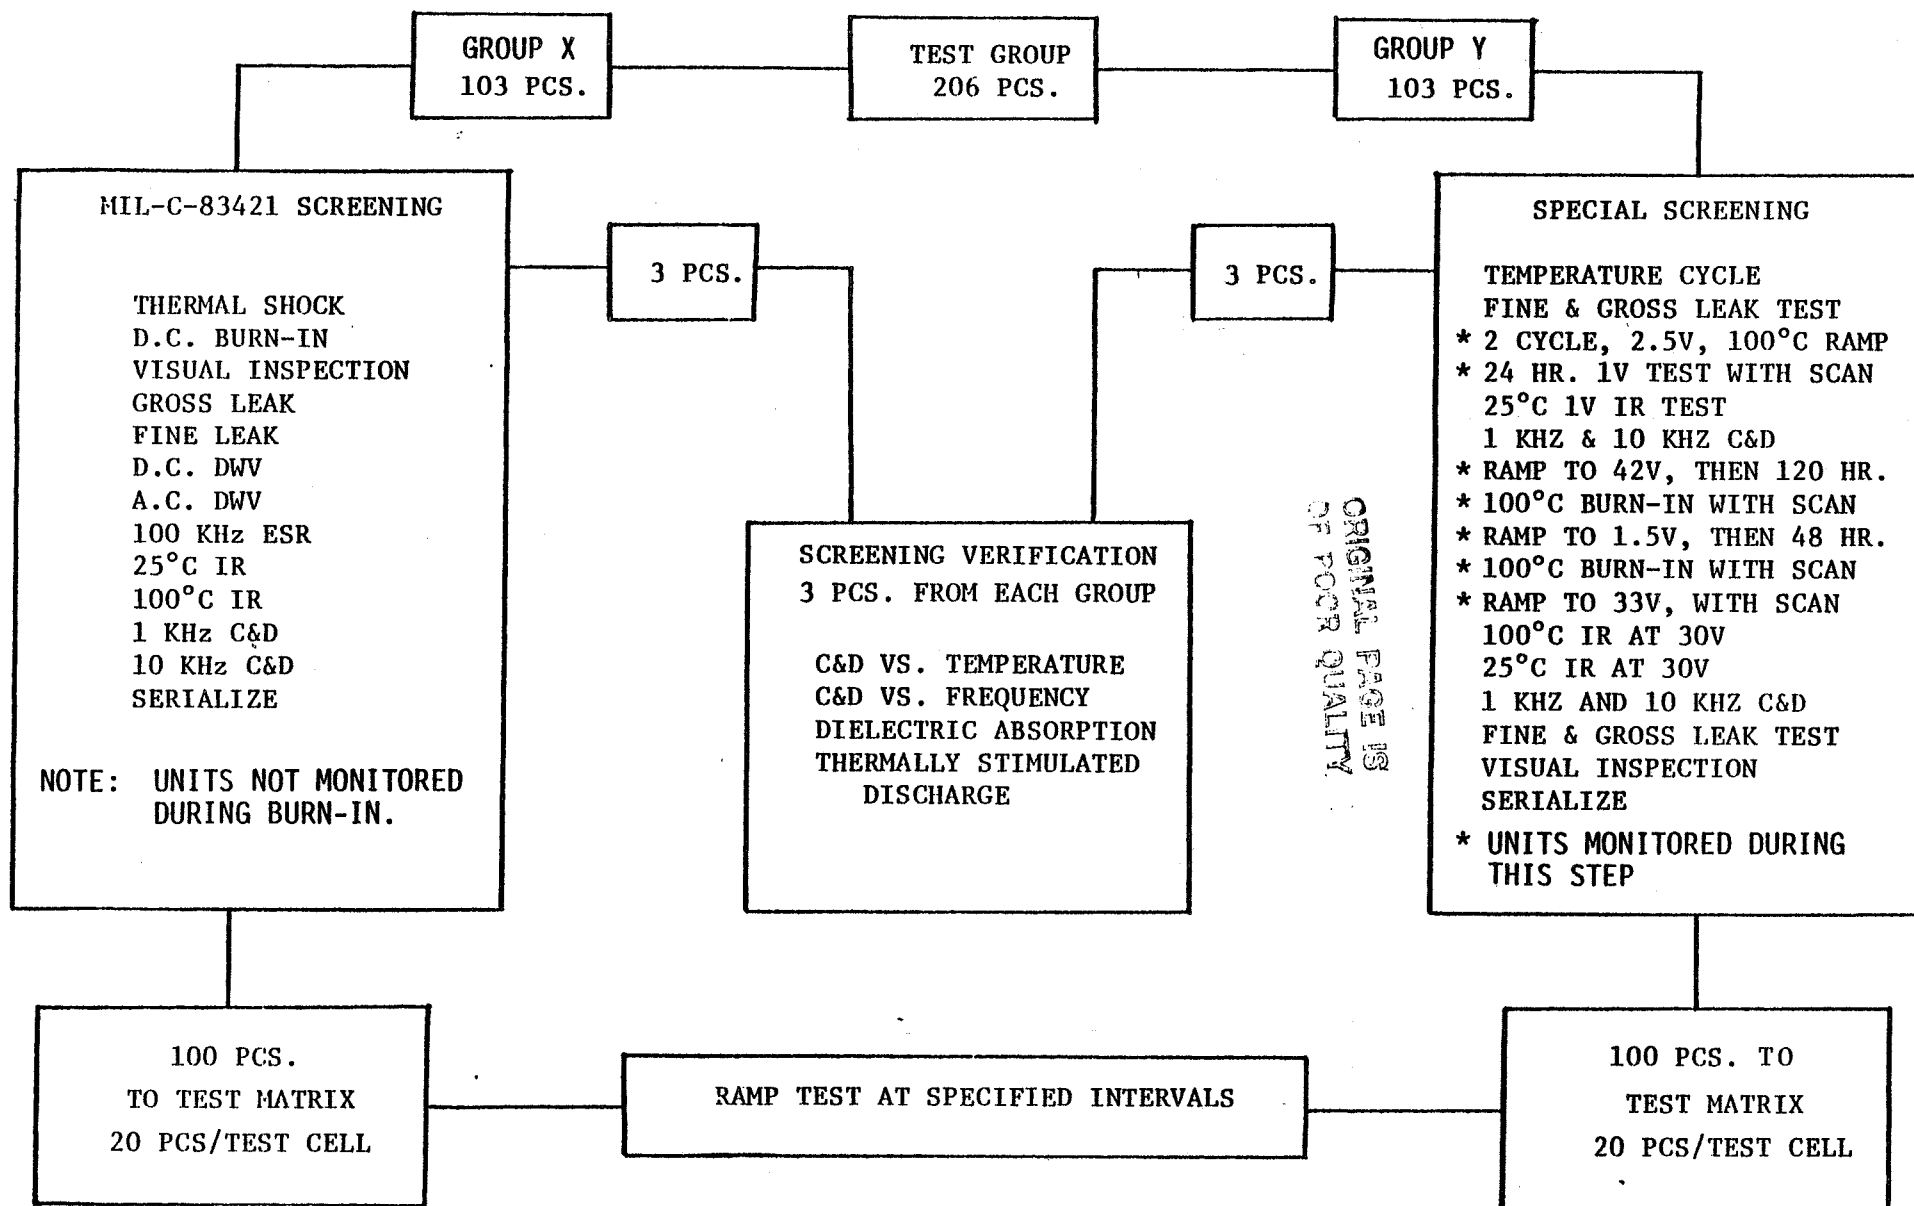 GROUP X
103 PCS.
TEST GROUP
206 PCS.
GROUP Y
103 PCS.
MIL-C-83421 SCREENING
THERMAL SHOCK
D.C. BURN-IN
VISUAL INSPECTION
GROSS LEAK
FINE LEAK
D.C. DWV
A.C. DWV
100 KHz ESR
25°C IR
100°C IR
1 KHz C&D
10 KHz C&D
SERIALIZE
NOTE: UNITS NOT MONITORED
DURING BURN-IN.
3 PCS.
3 PCS.
SCREENING VERIFICATION
3 PCS. FROM EACH GROUP
C&D VS. TEMPERATURE
C&D VS. FREQUENCY
DIELECTRIC ABSORPTION
THERMALLY STIMULATED
DISCHARGE
ORIGINAL PAGE IS
OF POOR QUALITY
SPECIAL SCREENING
TEMPERATURE CYCLE
FINE & GROSS LEAK TEST
* 2 CYCLE, 2.5V, 100°C RAMP
* 24 HR. 1V TEST WITH SCAN
25°C 1V IR TEST
1 KHZ & 10 KHZ C&D
* RAMP TO 42V, THEN 120 HR.
* 100°C BURN-IN WITH SCAN
* RAMP TO 1.5V, THEN 48 HR.
* 100°C BURN-IN WITH SCAN
* RAMP TO 33V, WITH SCAN
100°C IR AT 30V
25°C IR AT 30V
1 KHZ AND 10 KHZ C&D
FINE & GROSS LEAK TEST
VISUAL INSPECTION
SERIALIZE
* UNITS MONITORED DURING
THIS STEP
100 PCS.
TO TEST MATRIX
20 PCS/TEST CELL
RAMP TEST AT SPECIFIED INTERVALS
100 PCS. TO
TEST MATRIX
20 PCS/TEST CELL